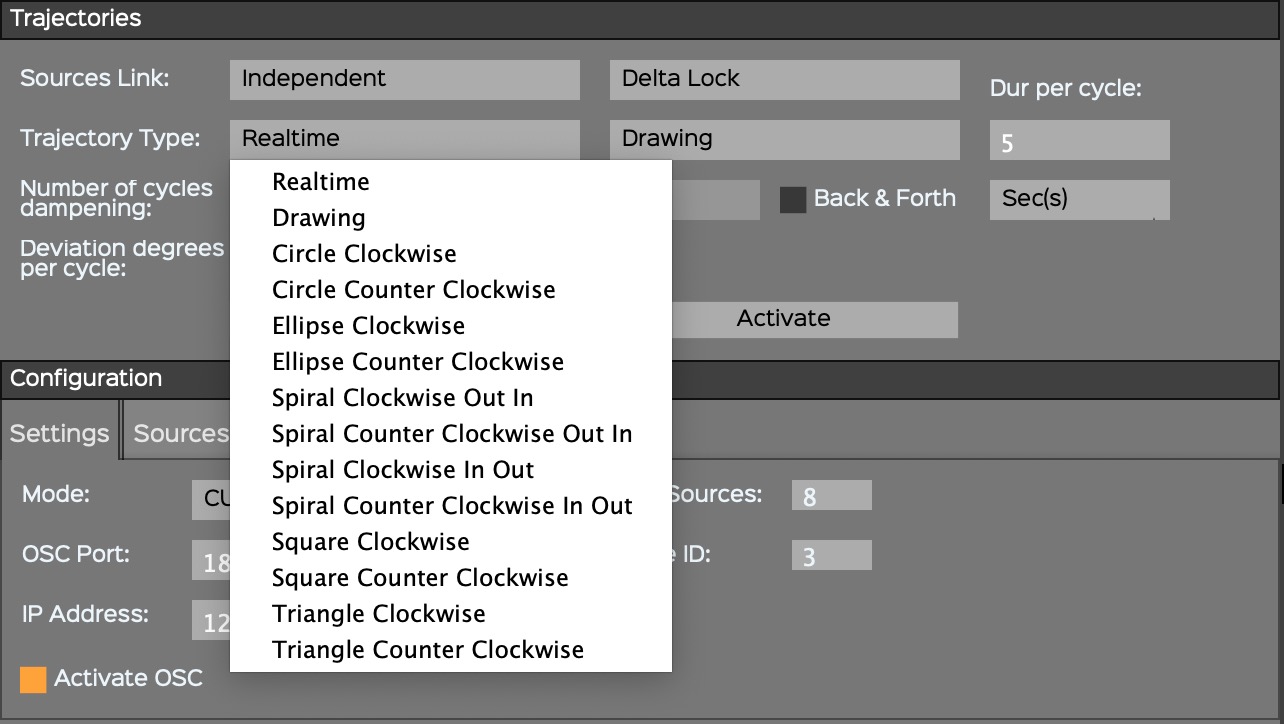 Trajectories
Sources Link: Independent Delta Lock Dur per cycle:
Trajectory Type: Realtime Drawing 5
Number of cycles dampening: Back & Forth Sec(s)
Deviation degrees per cycle:
Activate
Realtime
Drawing
Circle Clockwise
Circle Counter Clockwise
Ellipse Clockwise
Ellipse Counter Clockwise
Spiral Clockwise Out In
Spiral Counter Clockwise Out In
Spiral Clockwise In Out
Spiral Counter Clockwise In Out
Square Clockwise
Square Counter Clockwise
Triangle Clockwise
Triangle Counter Clockwise
Configuration
Settings Sources
Mode: Sources: 8
OSC Port: ID: 3
IP Address:
Activate OSC